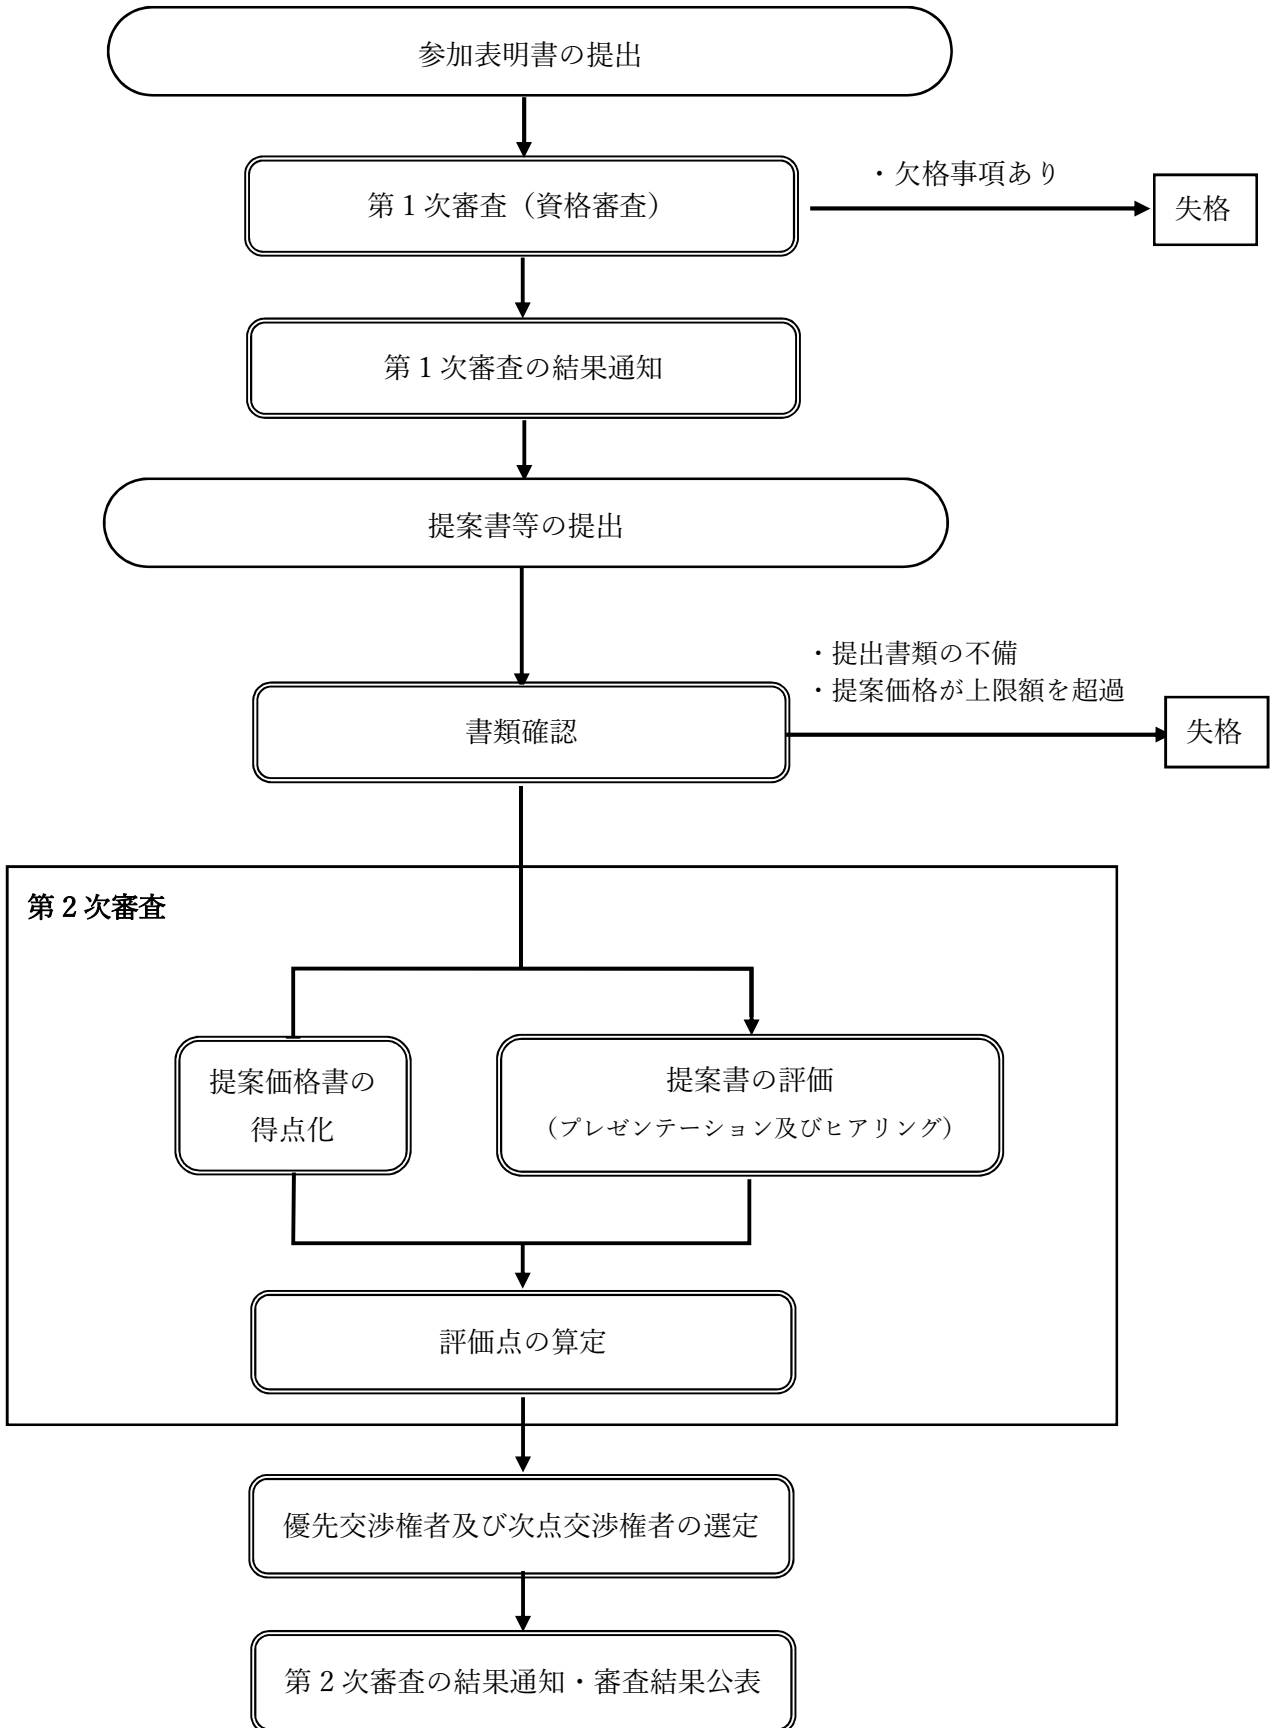 参加表明書の提出
第１次審査（資格審査）
・欠格事項あり
失格
第１次審査の結果通知
提案書等の提出
・提出書類の不備
・提案価格が上限額を超過
書類確認
失格
第２次審査
提案価格書の
得点化
提案書の評価
（プレゼンテーション及びヒアリング）
評価点の算定
優先交渉権者及び次点交渉権者の選定
第２次審査の結果通知・審査結果公表